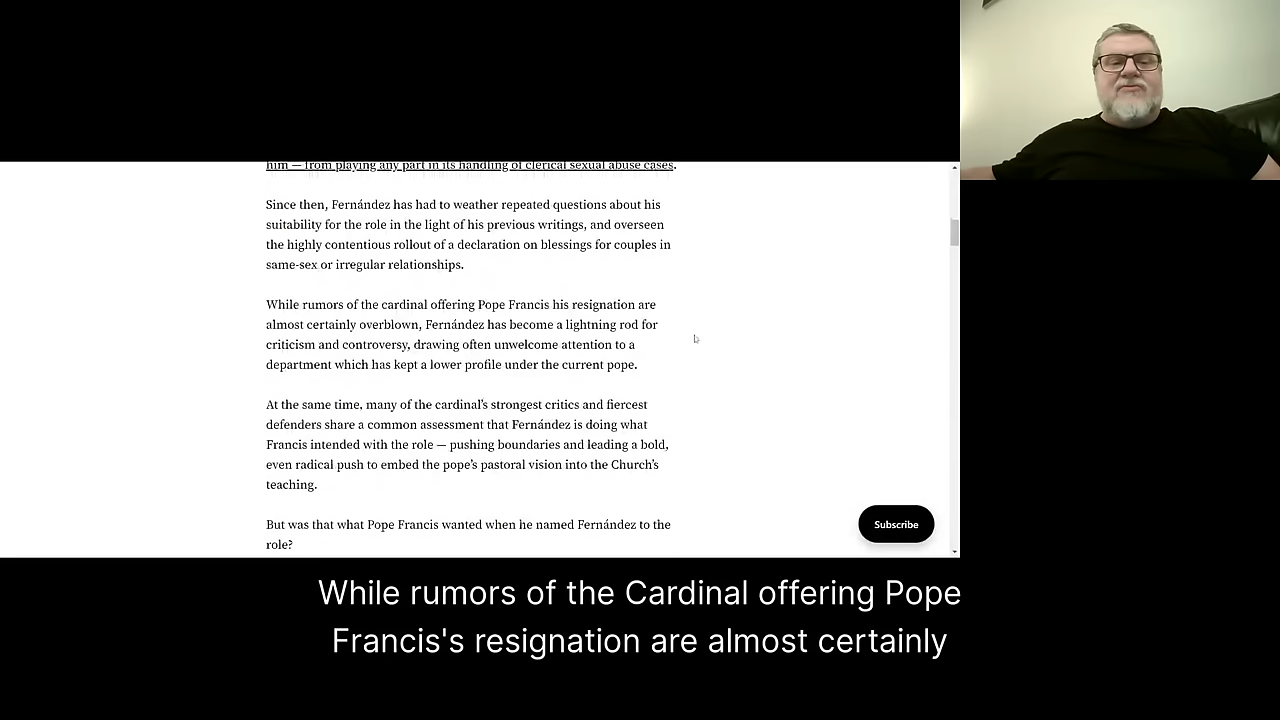 him — from playing any part in its handling of clerical sexual abuse cases.
Since then, Fernández has had to weather repeated questions about his
suitability for the role in the light of his previous writings, and overseen
the highly contentious rollout of a declaration on blessings for couples in
same-sex or irregular relationships.
While rumors of the cardinal offering Pope Francis his resignation are
almost certainly overblown, Fernández has become a lightning rod for
criticism and controversy, drawing often unwelcome attention to a
department which has kept a lower profile under the current pope.
At the same time, many of the cardinal’s strongest critics and fiercest
defenders share a common assessment that Fernández is doing what
Francis intended with the role — pushing boundaries and leading a bold,
even radical push to embed the pope’s pastoral vision into the Church’s
teaching.
But was that what Pope Francis wanted when he named Fernández to the
role?
Subscribe
While rumors of the Cardinal offering Pope
Francis's resignation are almost certainly